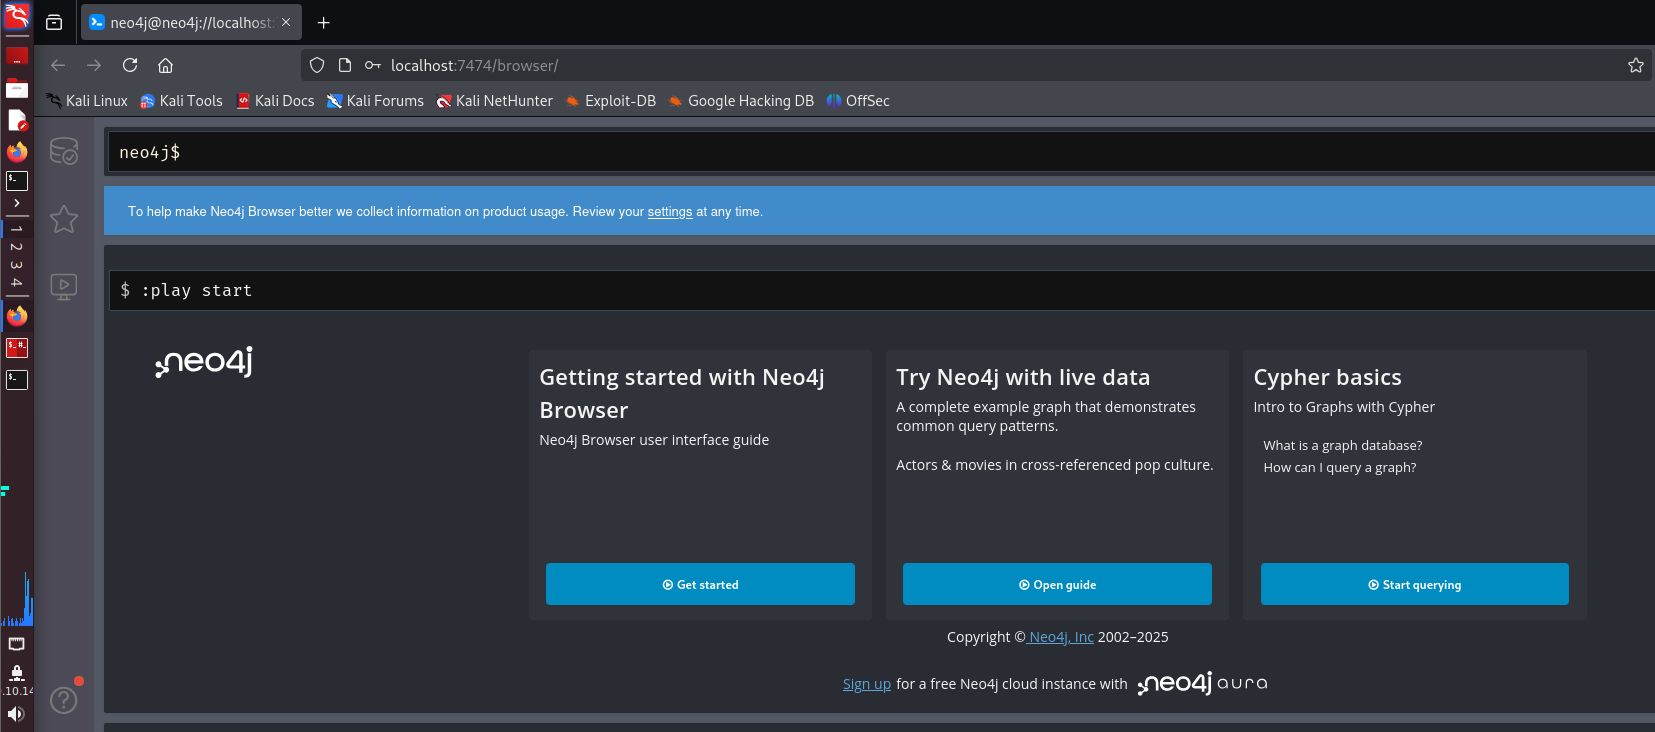 neo4j@neo4j://localhost:
localhost:7474/browser/
Kali Linux Kali Tools Kali Docs Kali Forums Kali NetHunter Exploit-DB Google Hacking DB OffSec
neo4j$
To help make Neo4j Browser better we collect information on product usage. Review your settings at any time.
$ :play start
neo4j
Getting started with Neo4j
Browser
Neo4j Browser user interface guide
Get started
Try Neo4j with live data
A complete example graph that demonstrates
common query patterns.
Actors & movies in cross-referenced pop culture.
Open guide
Cypher basics
Intro to Graphs with Cypher
What is a graph database?
How can I query a graph?
Start querying
Copyright © Neo4j, Inc 2002–2025
Sign up for a free Neo4j cloud instance with neo4j aura
1
2
3
4
.10.14